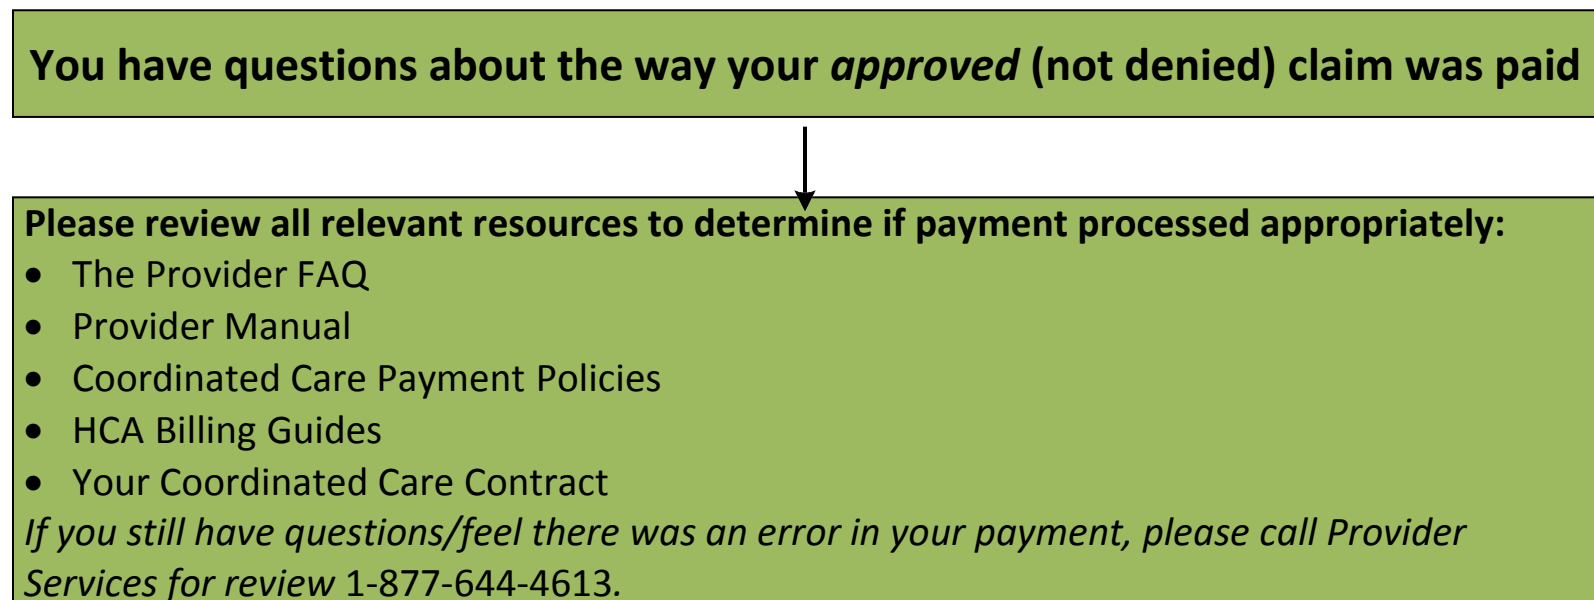 You have questions about the way your approved (not denied) claim was paid
Please review all relevant resources to determine if payment processed appropriately:
• The Provider FAQ
• Provider Manual
• Coordinated Care Payment Policies
• HCA Billing Guides
• Your Coordinated Care Contract
If you still have questions/feel there was an error in your payment, please call Provider
Services for review 1-877-644-4613.